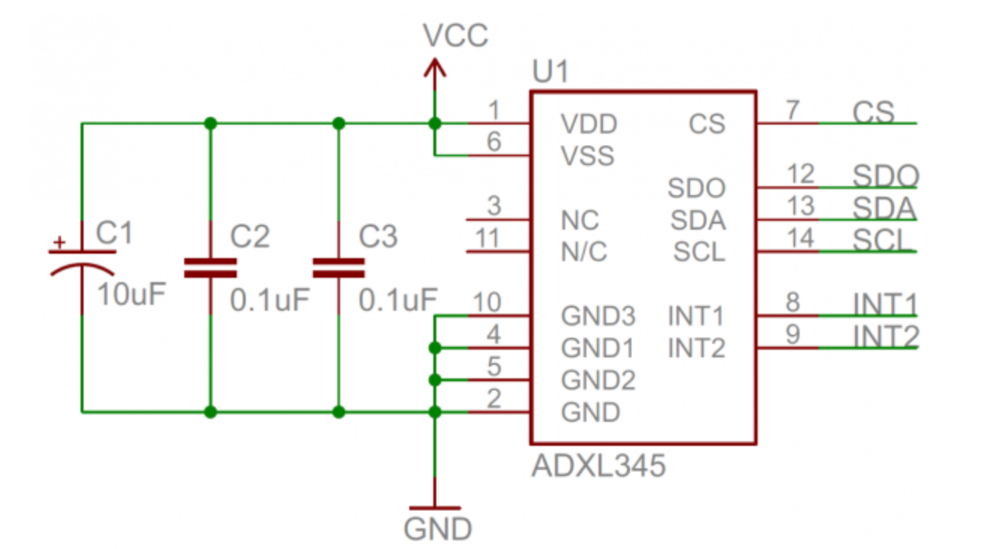 VCC
U1
1 VDD CS 7 CS
6 VSS
SDO 12 SDO
3 NC SDA 13 SDA
11 N/C SCL 14 SCL
+ C1 C2 C3
10uF 0.1uF 0.1uF
10 GND3 INT1 8 INT1
4 GND1 INT2 9 INT2
5 GND2
2 GND
ADXL345
GND